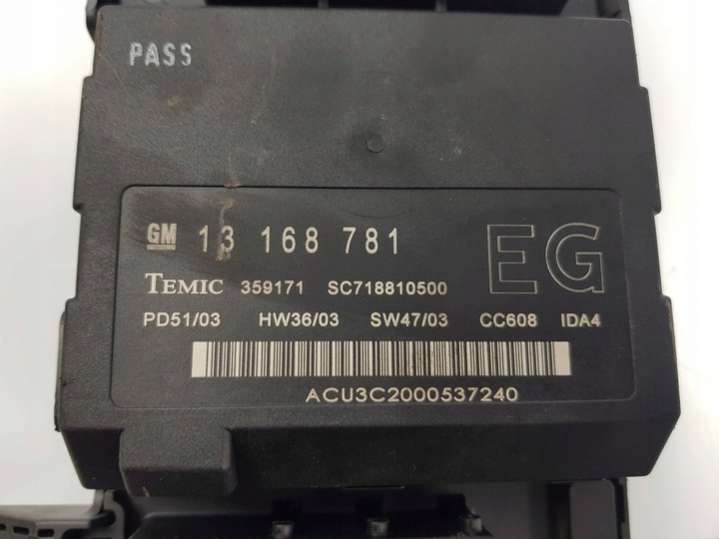 PASS
GM 13 168 781 EG
TEMIC 359171 SC718810500
PD51/03 HW36/03 SW47/03 CC608 IDA4
ACU3C2000537240